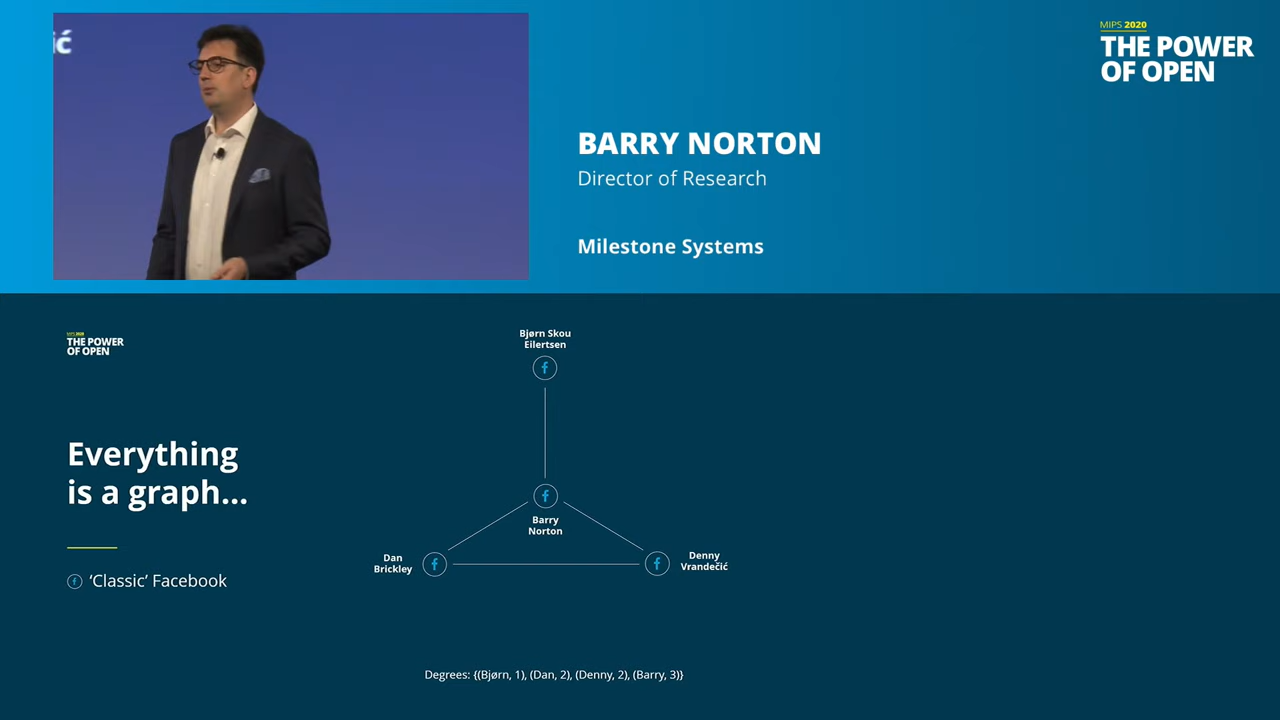 ić
MIPS 2020
THE POWER
OF OPEN
BARRY NORTON
Director of Research
Milestone Systems
MIPS 2020
THE POWER
OF OPEN
Everything
is a graph...
f 'Classic' Facebook
Bjørn Skou
Eilertsen
f
f
Barry
Norton
Dan
Brickley
f
f
Denny
Vrandečić
Degrees: {(Bjørn, 1), (Dan, 2), (Denny, 2), (Barry, 3)}